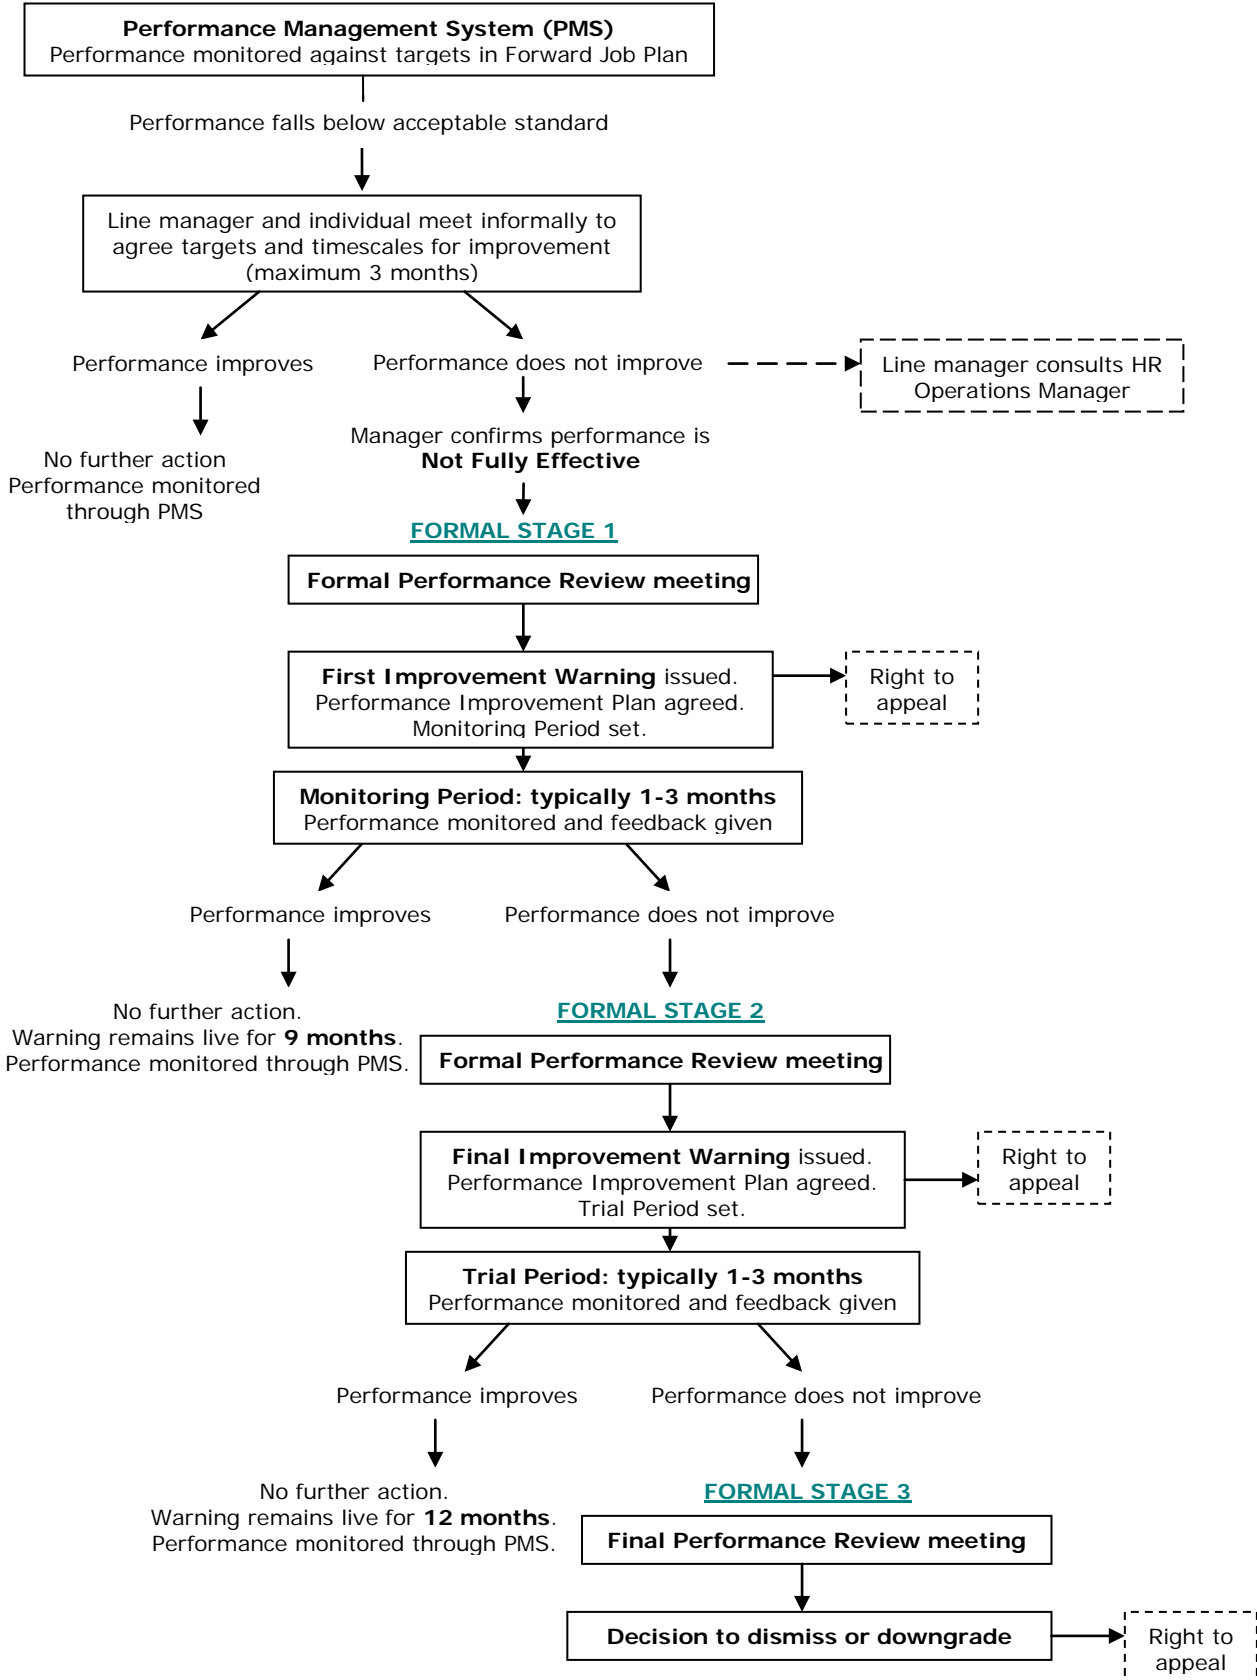 Performance Management System (PMS)
Performance monitored against targets in Forward Job Plan
Performance falls below acceptable standard
Line manager and individual meet informally to
agree targets and timescales for improvement
(maximum 3 months)
Performance improves
Performance does not improve
Line manager consults HR
Operations Manager
No further action
Performance monitored
through PMS
Manager confirms performance is
Not Fully Effective
FORMAL STAGE 1
Formal Performance Review meeting
First Improvement Warning issued.
Performance Improvement Plan agreed.
Monitoring Period set.
Right to
appeal
Monitoring Period: typically 1-3 months
Performance monitored and feedback given
Performance improves
Performance does not improve
No further action.
Warning remains live for 9 months.
Performance monitored through PMS.
FORMAL STAGE 2
Formal Performance Review meeting
Final Improvement Warning issued.
Performance Improvement Plan agreed.
Trial Period set.
Right to
appeal
Trial Period: typically 1-3 months
Performance monitored and feedback given
Performance improves
Performance does not improve
No further action.
Warning remains live for 12 months.
Performance monitored through PMS.
FORMAL STAGE 3
Final Performance Review meeting
Decision to dismiss or downgrade
Right to
appeal